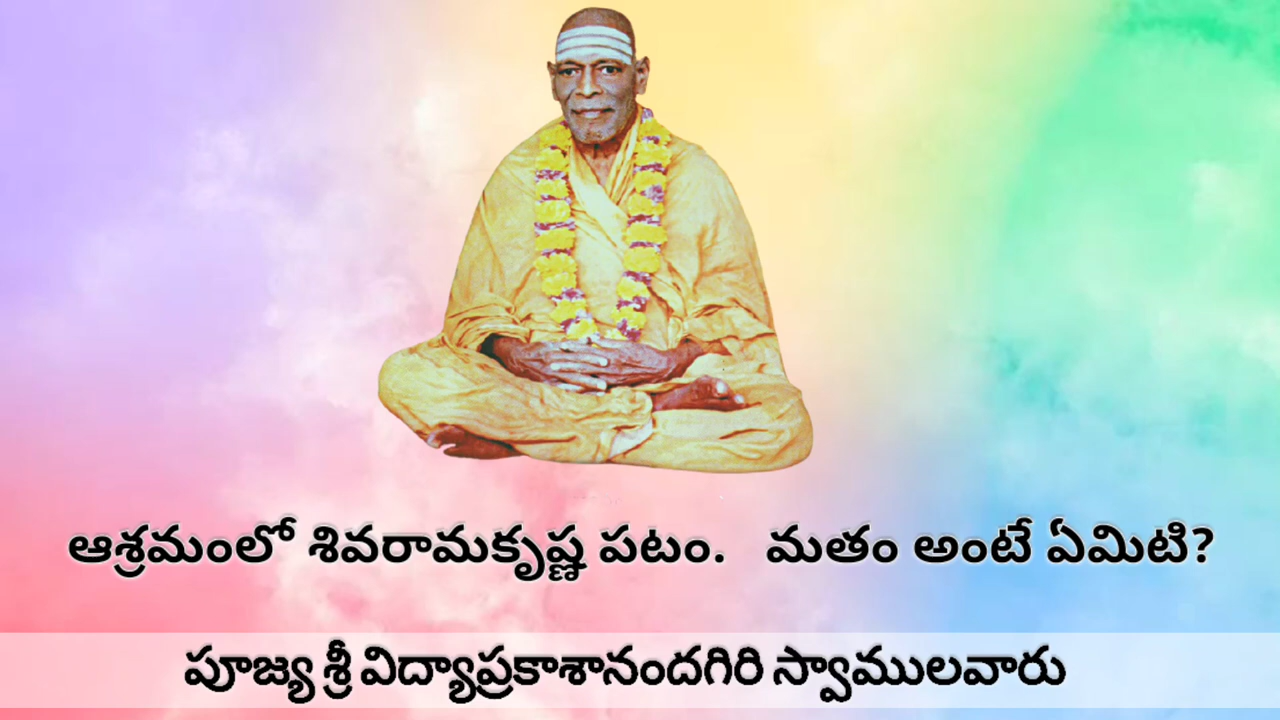 ఆశ్రమంలో శివరామకృష్ణ పటం. మతం అంటే ఏమిటి?
పూజ్య శ్రీ విద్యాప్రకాశానందగిరి స్వాములవారు